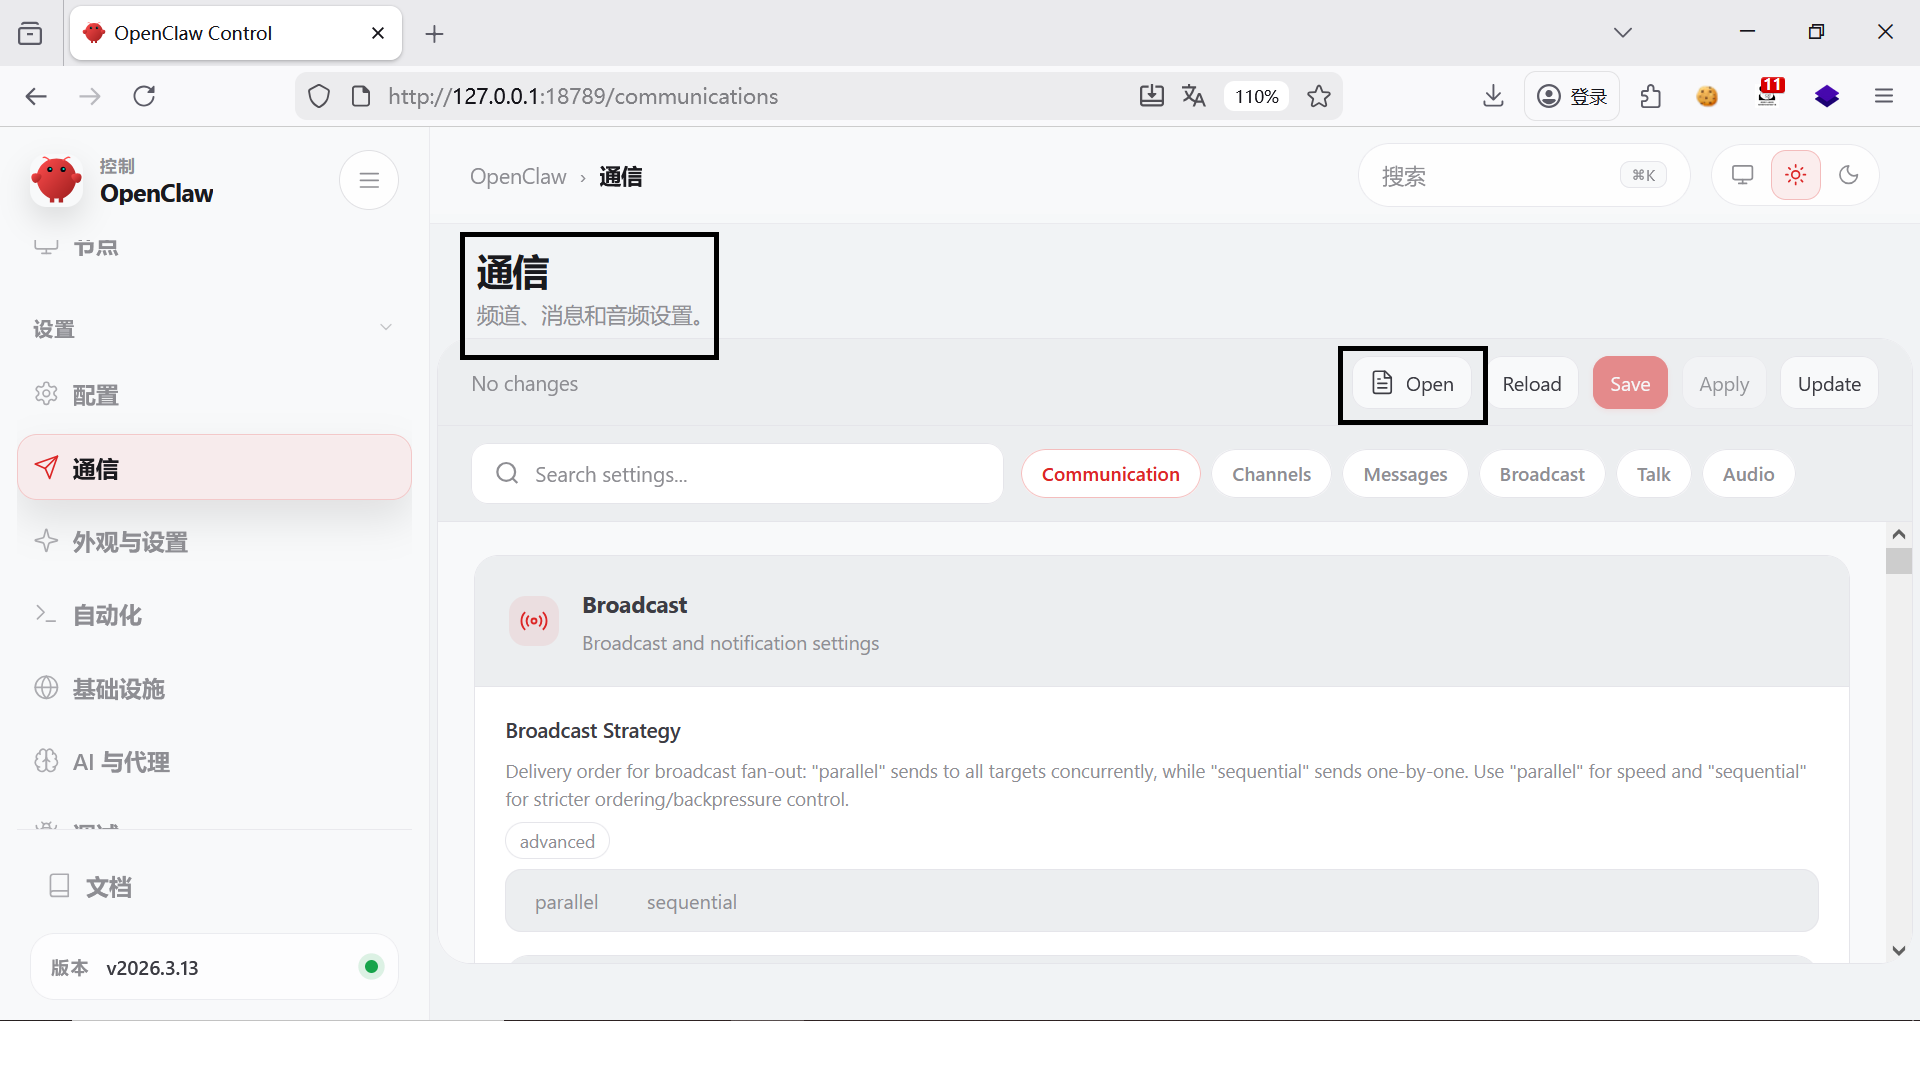 OpenClaw Control
http://127.0.0.1:18789/communications
110%
登录
11
控制
OpenClaw
OpenClaw › 通信
搜索
⌘K
节点
设置
配置
通信
外观与设置
自动化
基础设施
AI 与代理
调试
文档
版本 v2026.3.13
通信
频道、消息和音频设置。
No changes
Open
Reload
Save
Apply
Update
Search settings...
Communication
Channels
Messages
Broadcast
Talk
Audio
Broadcast
Broadcast and notification settings
Broadcast Strategy
Delivery order for broadcast fan-out: "parallel" sends to all targets concurrently, while "sequential" sends one-by-one. Use "parallel" for speed and "sequential"
for stricter ordering/backpressure control.
advanced
parallel
sequential